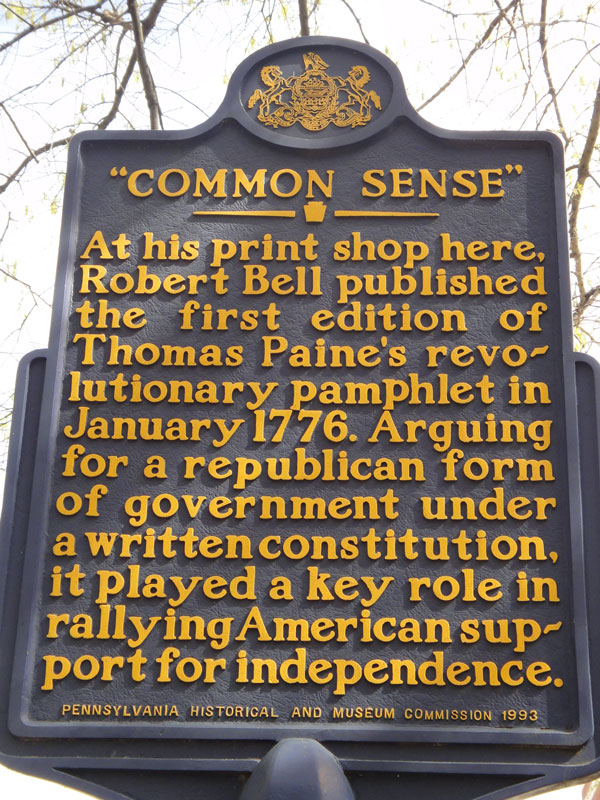 "COMMON SENSE"
At his print shop here,
Robert Bell published
the first edition of
Thomas Paine's revo-
lutionary pamphlet in
January 1776. Arguing
for a republican form
of government under
a written constitution,
it played a key role in
rallying American sup-
port for independence.
PENNSYLVANIA HISTORICAL AND MUSEUM COMMISSION 1993